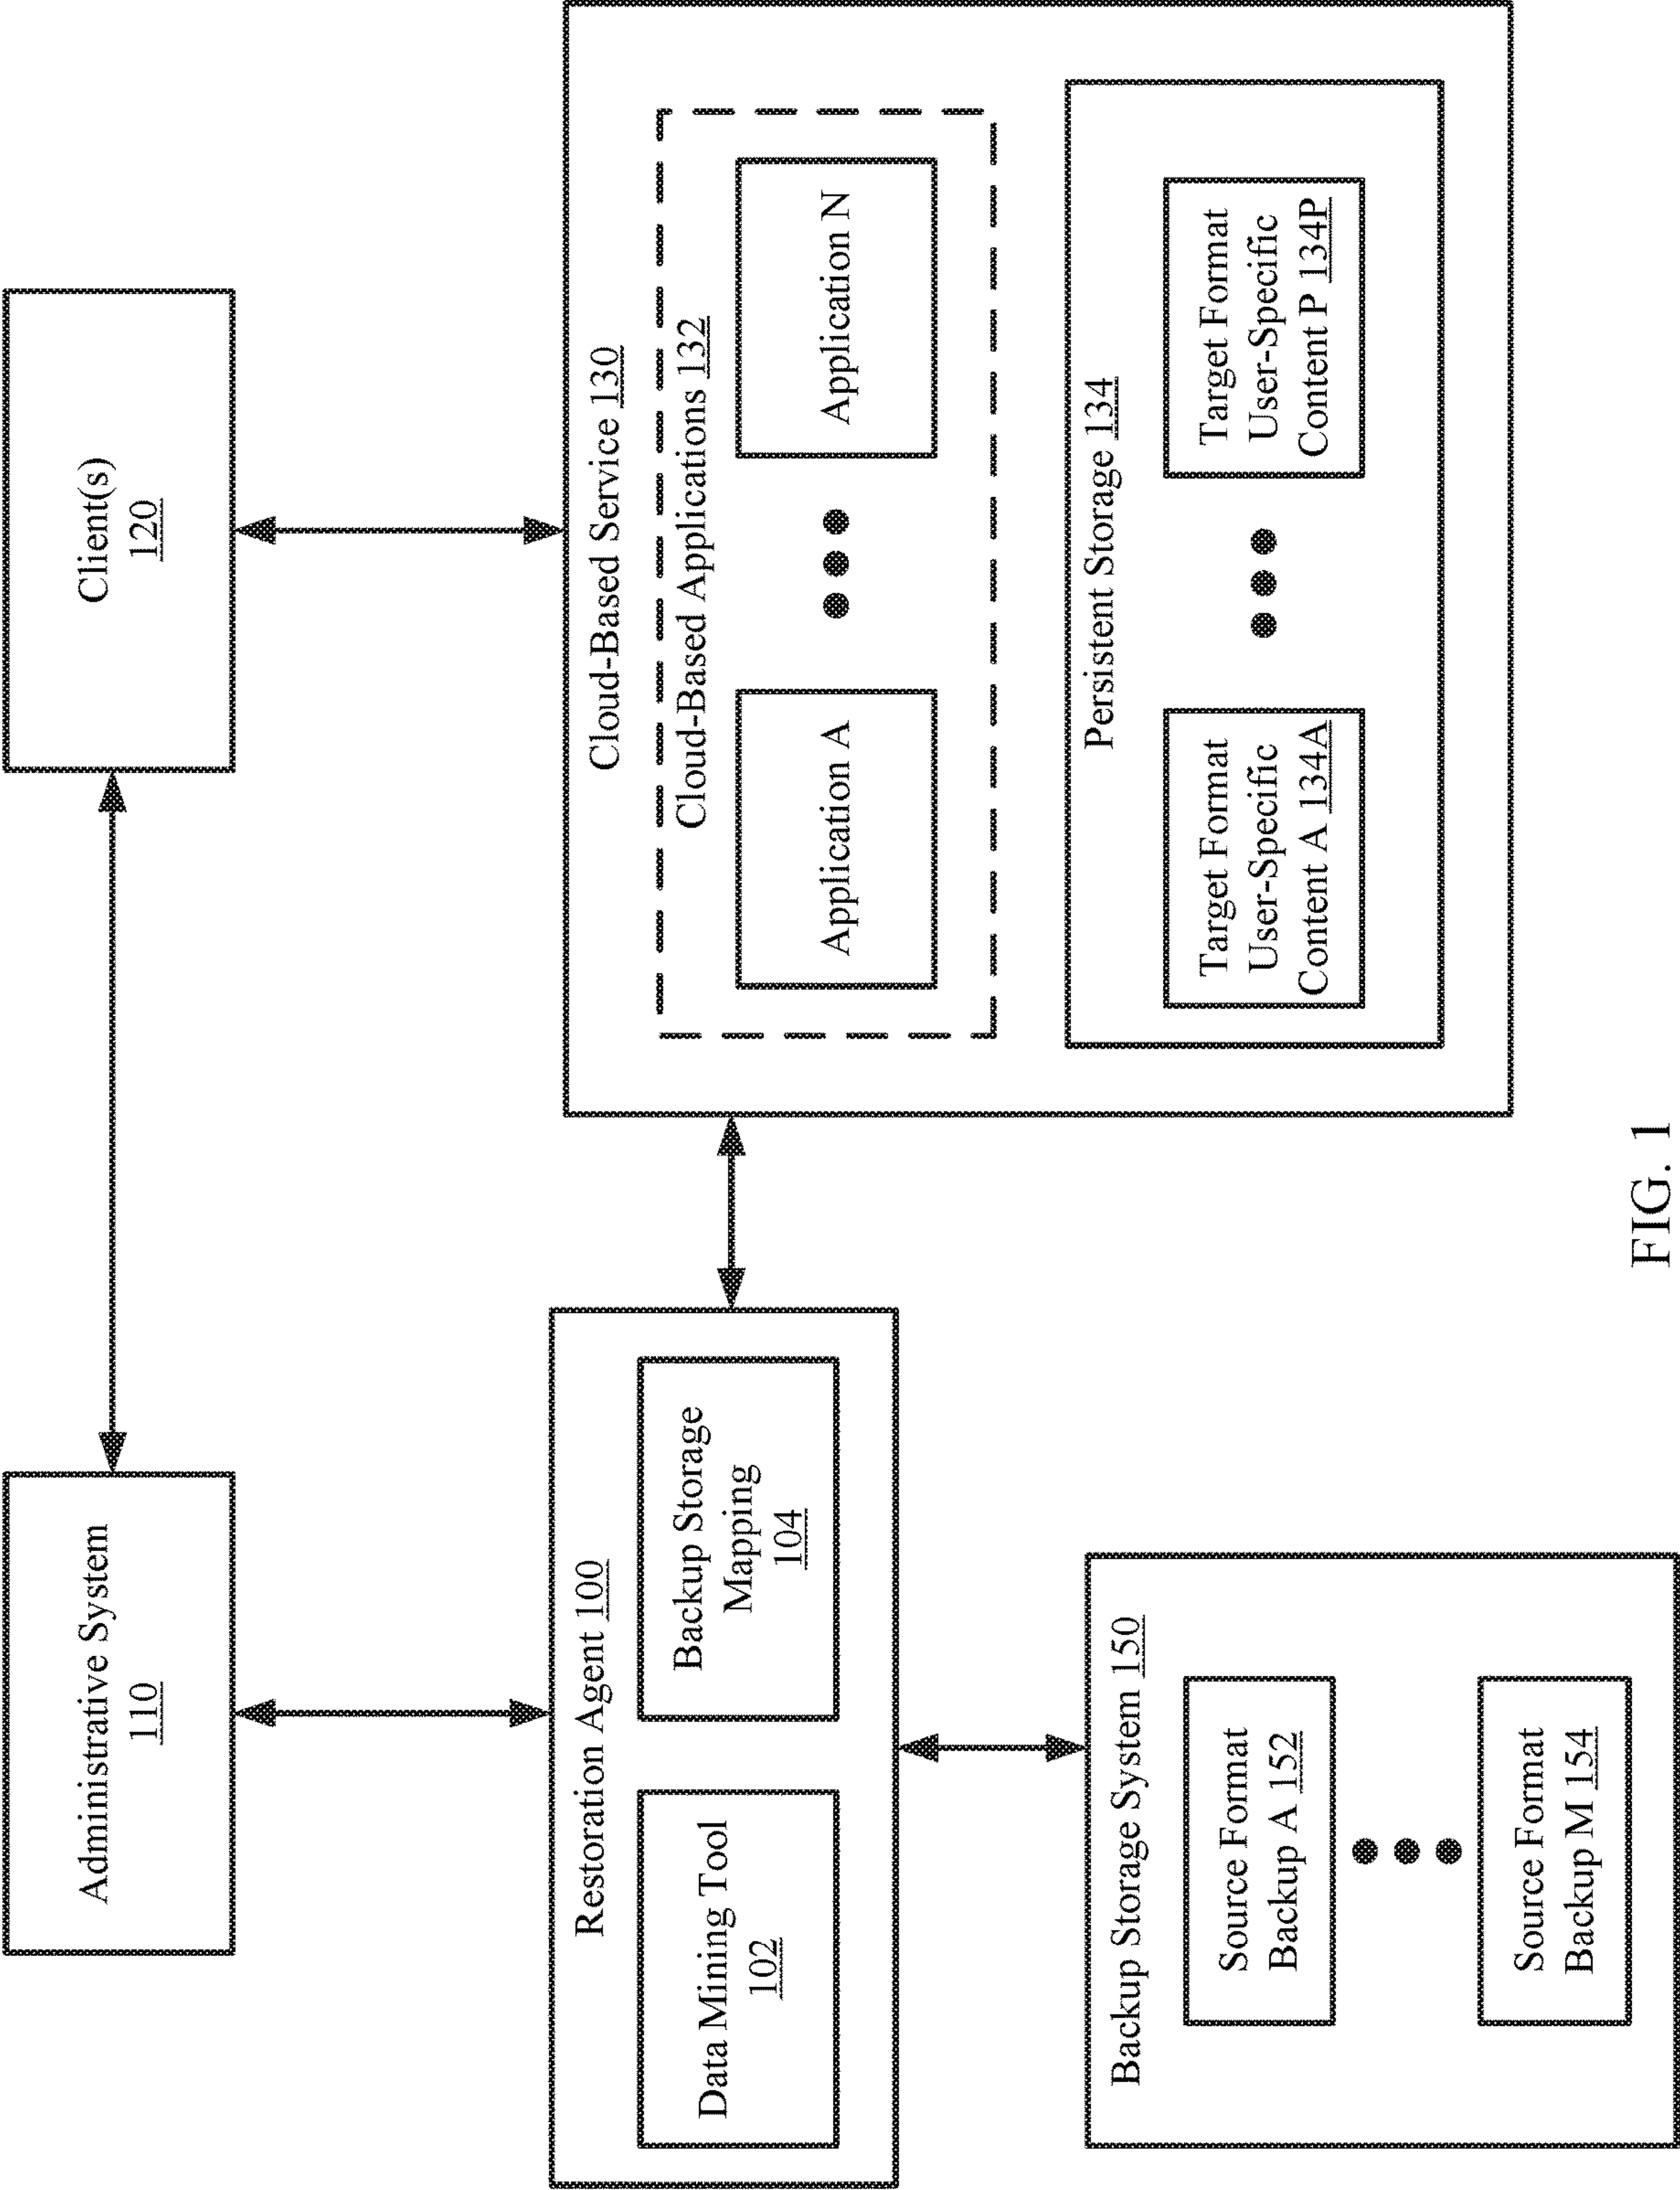 Administrative System
110
Client(s)
120
Restoration Agent 100
Data Mining Tool
102
Backup Storage
Mapping
104
Cloud-Based Service 130
Cloud-Based Applications 132
Application A
Application N
Persistent Storage 134
Target Format
User-Specific
Content A 134A
Target Format
User-Specific
Content P 134P
Backup Storage System 150
Source Format
Backup A 152
Source Format
Backup M 154
FIG. 1